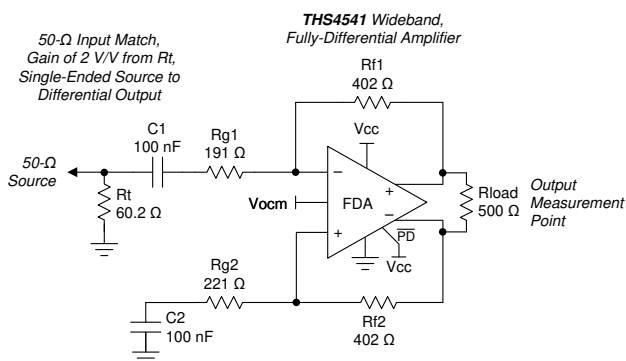 THS4541 Wideband,
Fully-Differential Amplifier
50-Ω Input Match,
Gain of 2 V/V from Rt,
Single-Ended Source to
Differential Output
Rf1
402 Ω
C1
100 nF
Rg1
191 Ω
Vcc
50-Ω
Source
Rt
60.2 Ω
Vocm
−
+
FDA
+
−
PD
Vcc
Rload
500 Ω
Output
Measurement
Point
Rg2
221 Ω
C2
100 nF
Rf2
402 Ω